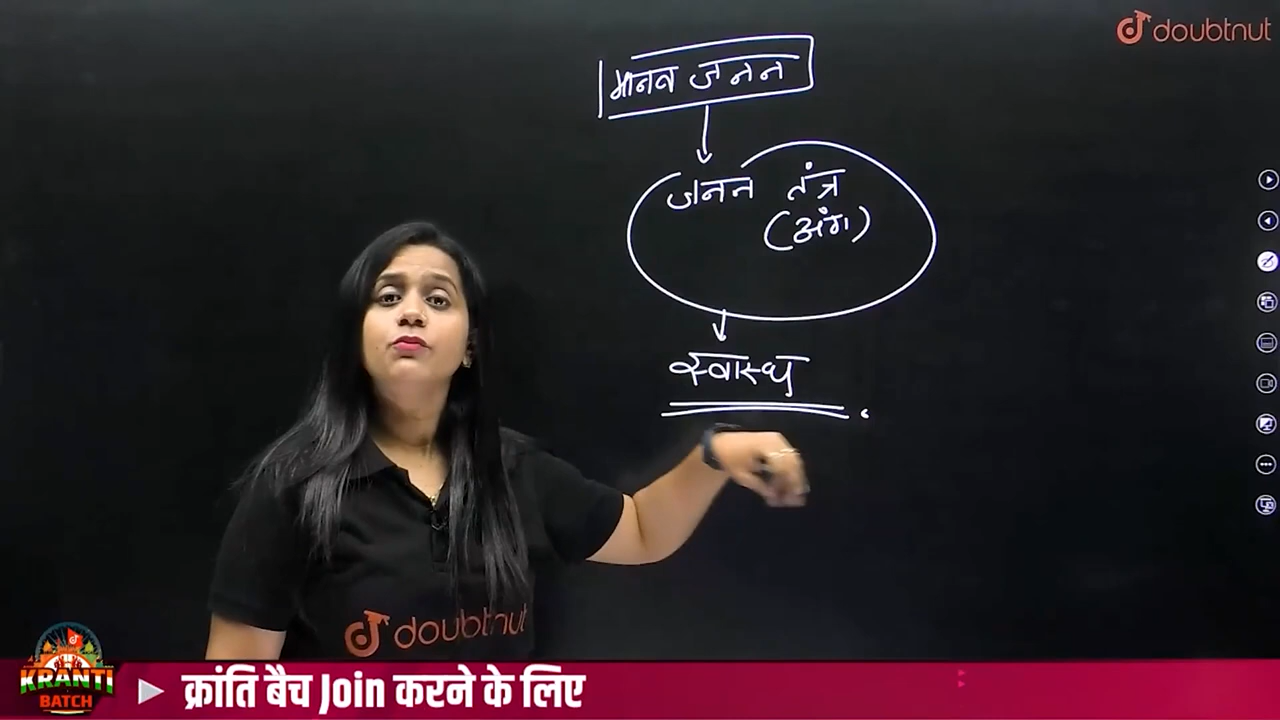 doubtnut
मानव जनन
जनन तंत्र
(अंग)
स्वास्थ
doubtnut
KRANTI
BATCH
क्रांति बैच Join करने के लिए